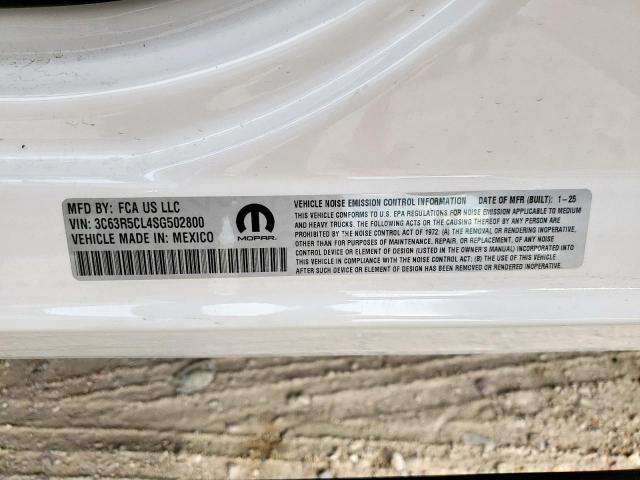 MFD BY: FCA US LLC
VIN: 3C63R5CL4SG502800
VEHICLE MADE IN: MEXICO
MOPAR
VEHICLE NOISE EMISSION CONTROL INFORMATION DATE OF MFR (BUILT): 1-25
THIS VEHICLE CONFORMS TO U.S. EPA REGULATIONS FOR NOISE EMISSION APPLICABLE TO MEDIUM
AND HEAVY TRUCKS. THE FOLLOWING ACTS OR THE CAUSING THEREOF BY ANY PERSON
ARE PROHIBITED BY THE NOISE CONTROL ACT OF 1972: (A) THE REMOVAL OR RENDERING INOPERATIVE,
OTHER THAN FOR PURPOSES OF MAINTENANCE, REPAIR, OR REPLACEMENT, OF ANY NOISE
CONTROL DEVICE OR ELEMENT OF DESIGN (LISTED IN THE OWNER'S MANUAL) INCORPORATED INTO
THIS VEHICLE IN COMPLIANCE WITH THE NOISE CONTROL ACT; (B) THE USE OF THIS VEHICLE
AFTER SUCH DEVICE OR ELEMENT OF DESIGN HAS BEEN REMOVED OR RENDERED INOPERATIVE.